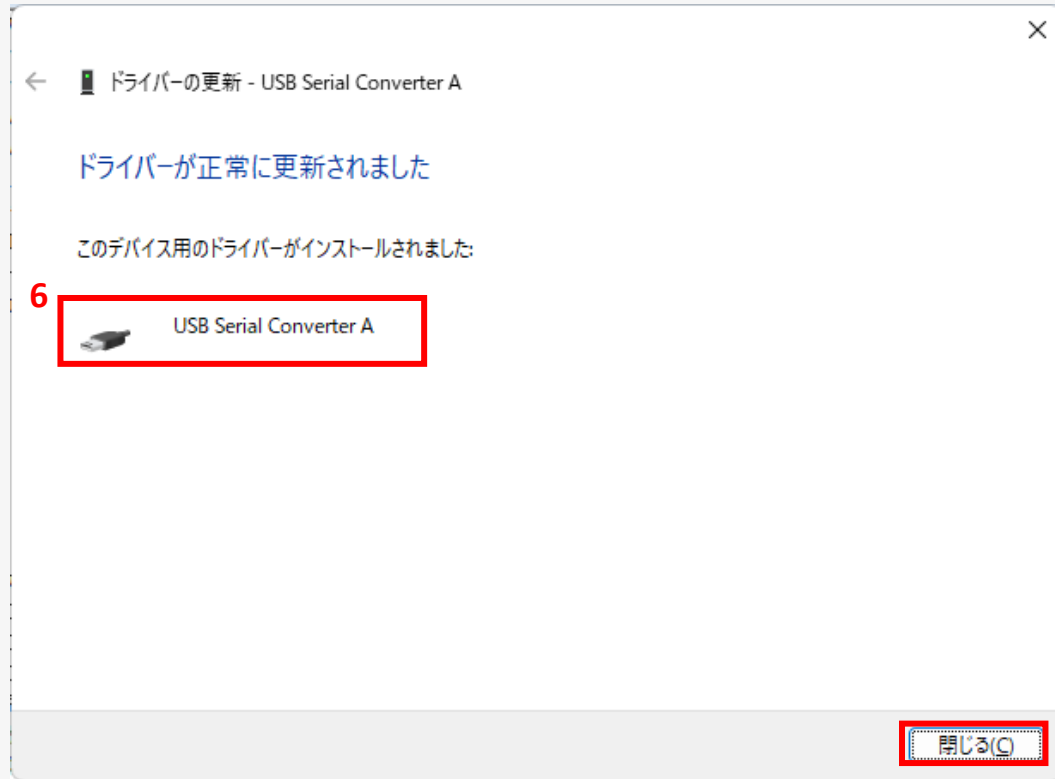 ドライバーの更新 - USB Serial Converter A
ドライバーが正常に更新されました
このデバイス用のドライバーがインストールされました:
6
USB Serial Converter A
閉じる(C)